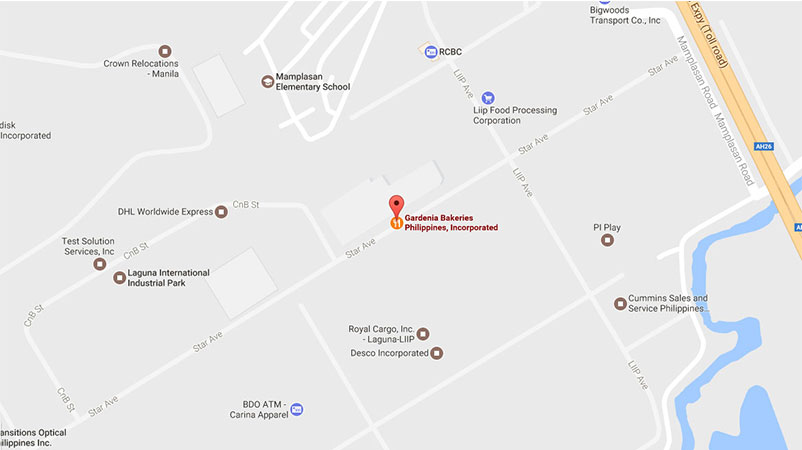 Bigwoods
Transport Co., Inc
Expy (Toll road)
Crown Relocations
- Manila
RCBC
Mamplasan
Elementary School
LIIP Ave
Star Ave
Mamplasan Road
Mamplasan Road
Liip Food Processing
Corporation
disk
Incorporated
Star Ave
AH26
LIIP Ave
CnB St
DHL Worldwide Express
Gardenia Bakeries
Philippines, Incorporated
PI Play
Test Solution
Services, Inc
CnB St
Star Ave
Laguna International
Industrial Park
CnB St
Cummins Sales and
Service Philippines...
Royal Cargo, Inc.
- Laguna-LIIP
Desco Incorporated
Star Ave
LIIP Ave
CnB St
Star Ave
BDO ATM -
Carina Apparel
ansitions Optical
ilippines Inc.